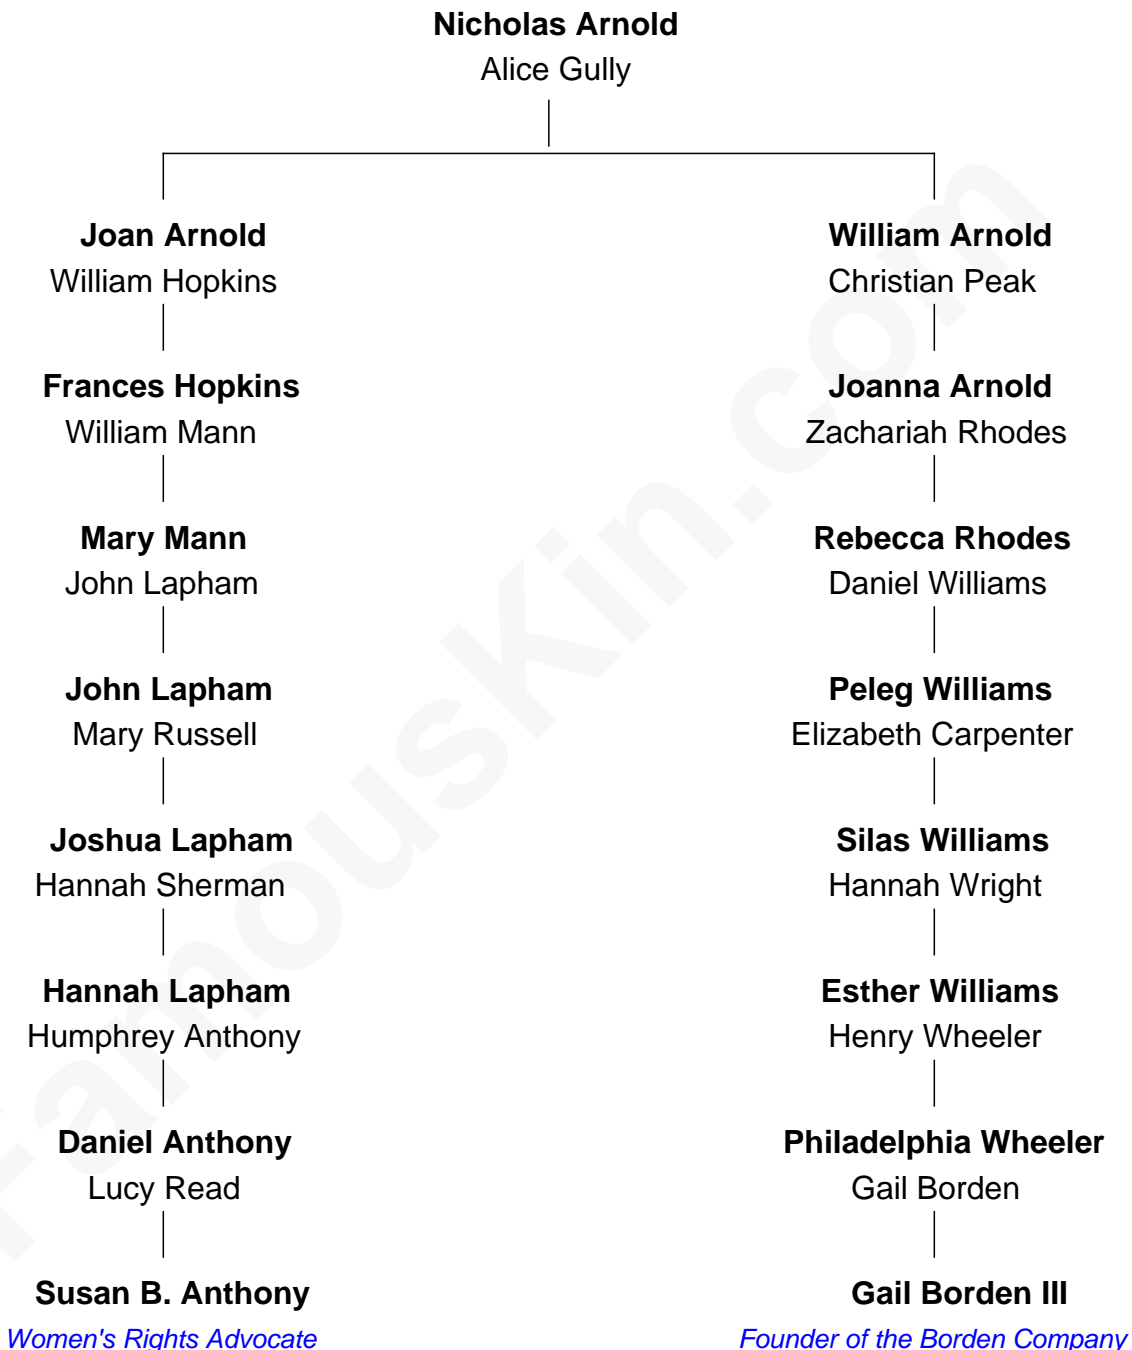 Nicholas Arnold
Alice Gully
Joan Arnold
William Hopkins
William Arnold
Christian Peak
Frances Hopkins
William Mann
Joanna Arnold
Zachariah Rhodes
Mary Mann
John Lapham
Rebecca Rhodes
Daniel Williams
John Lapham
Mary Russell
Peleg Williams
Elizabeth Carpenter
Joshua Lapham
Hannah Sherman
Silas Williams
Hannah Wright
Hannah Lapham
Humphrey Anthony
Esther Williams
Henry Wheeler
Daniel Anthony
Lucy Read
Philadelphia Wheeler
Gail Borden
Susan B. Anthony
Women's Rights Advocate
Gail Borden III
Founder of the Borden Company
FamousKin.com